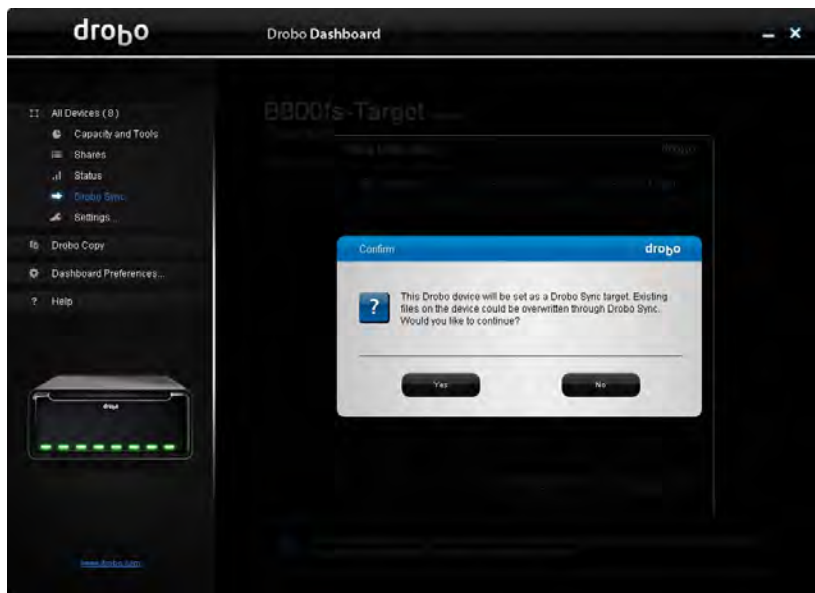 drobo
Drobo Dashboard
All Devices (8)
Capacity and Tools
Shares
Status
Drobo Sync
Settings...
Drobo Copy
Dashboard Preferences...
? Help
B800fs-Target
Confirm
drobo
?
This Drobo device will be set as a Drobo Sync target. Existing
files on the device could be overwritten through Drobo Sync.
Would you like to continue?
Yes
No
drobo
www.drobo.com